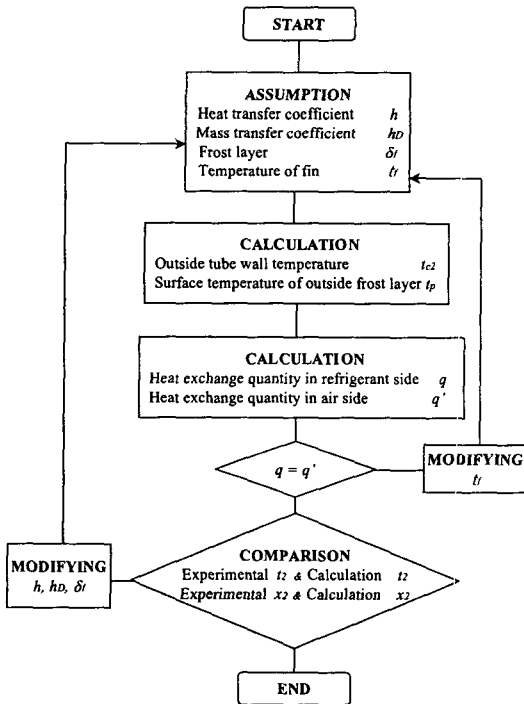 START
ASSUMPTION
Heat transfer coefficient h
Mass transfer coefficient hD
Frost layer δf
Temperature of fin tf
CALCULATION
Outside tube wall temperature tc2
Surface temperature of outside frost layer tp
CALCULATION
Heat exchange quantity in refrigerant side q
Heat exchange quantity in air side q'
q = q'
MODIFYING
tf
COMPARISON
Experimental t2 & Calculation t2
Experimental x2 & Calculation x2
MODIFYING
h, hD, δf
END